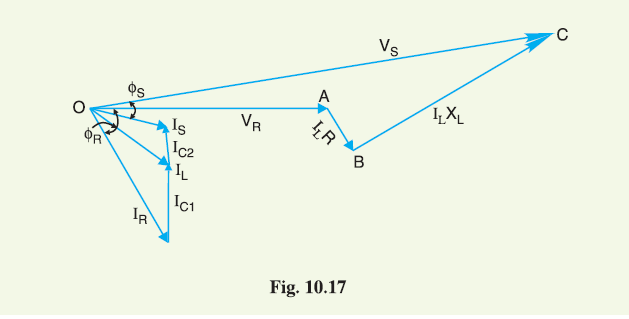 C
V_S
ϕ_S
A
O
V_R
I_S
I_L R
I_L X_L
ϕ_R
I_C2
B
I_L
I_C1
I_R
Fig. 10.17